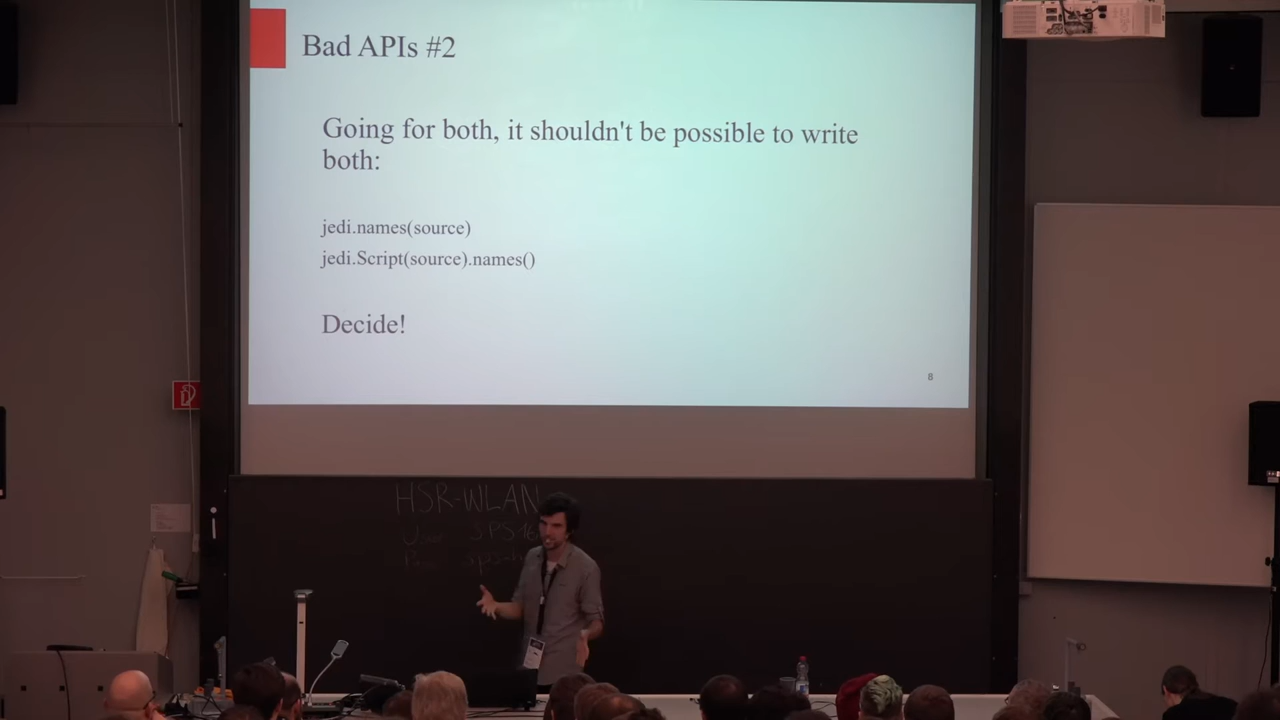 Bad APIs #2
Going for both, it shouldn't be possible to write
both:
jedi.names(source)
jedi.Script(source).names()
Decide!
8
HSR-WLAN